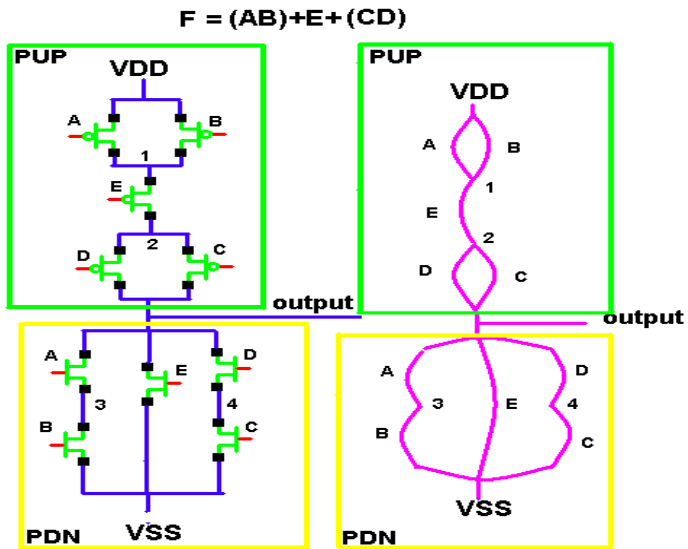 F = (AB)+E+(CD)
PUP
VDD
A
B
1
E
2
D
C
output
A
E
D
3
4
B
C
VSS
PDN
PUP
VDD
A
B
1
E
2
D
C
output
A
D
3
E
4
B
C
VSS
PDN